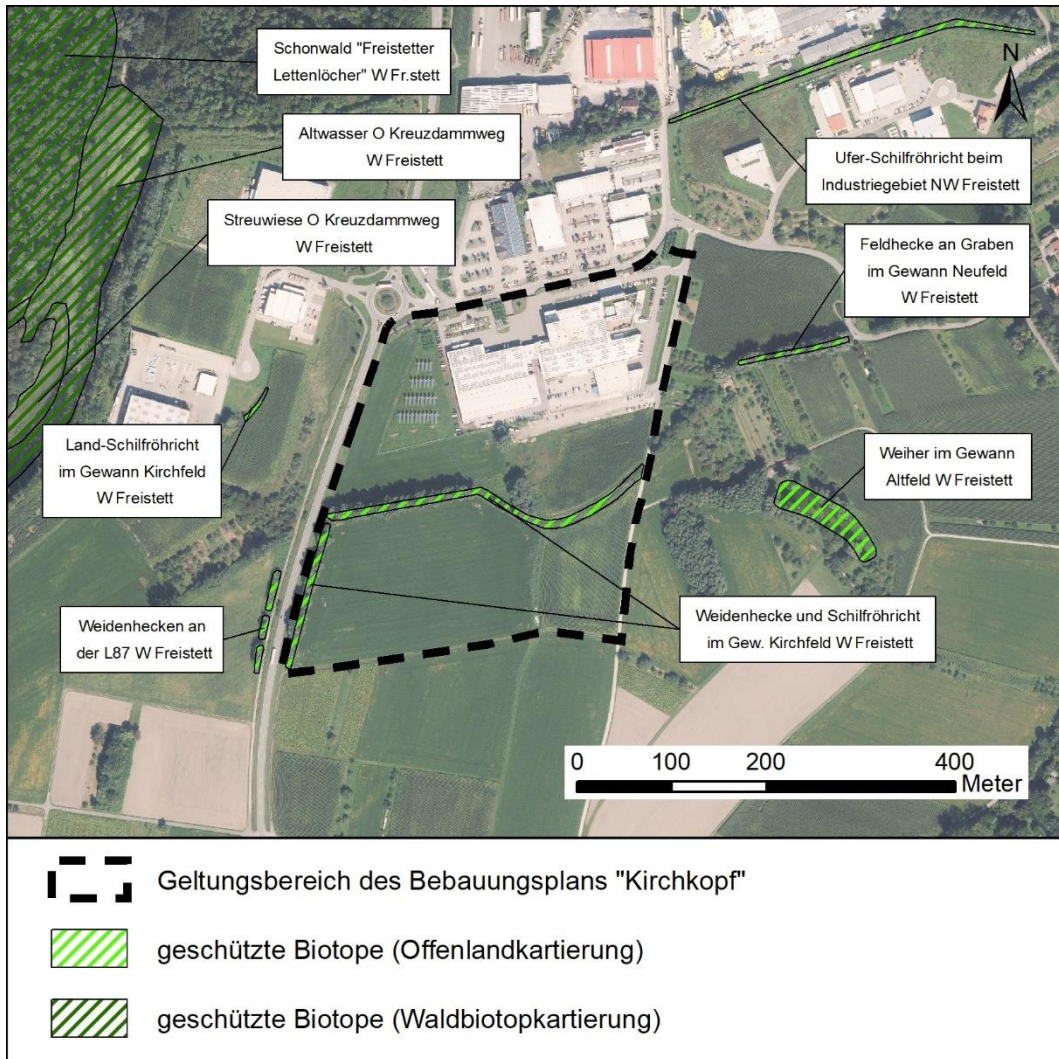 Schonwald "Freistetter
Lettenlöcher" W Fr.stett
Altwasser O Kreuzdammweg
W Freistett
Streuwiese O Kreuzdammweg
W Freistett
N
Ufer-Schilfröhricht beim
Industriegebiet NW Freistett
Feldhecke an Graben
im Gewann Neufeld
W Freistett
Land-Schilfröhricht
im Gewann Kirchfeld
W Freistett
Weiher im Gewann
Altfeld W Freistett
Weidenhecken an
der L87 W Freistett
Weidenhecke und Schilfröhricht
im Gew. Kirchfeld W Freistett
0 100 200 400
Meter
Geltungsbereich des Bebauungsplans "Kirchkopf"
geschützte Biotope (Offenlandkartierung)
geschützte Biotope (Waldbiotopkartierung)